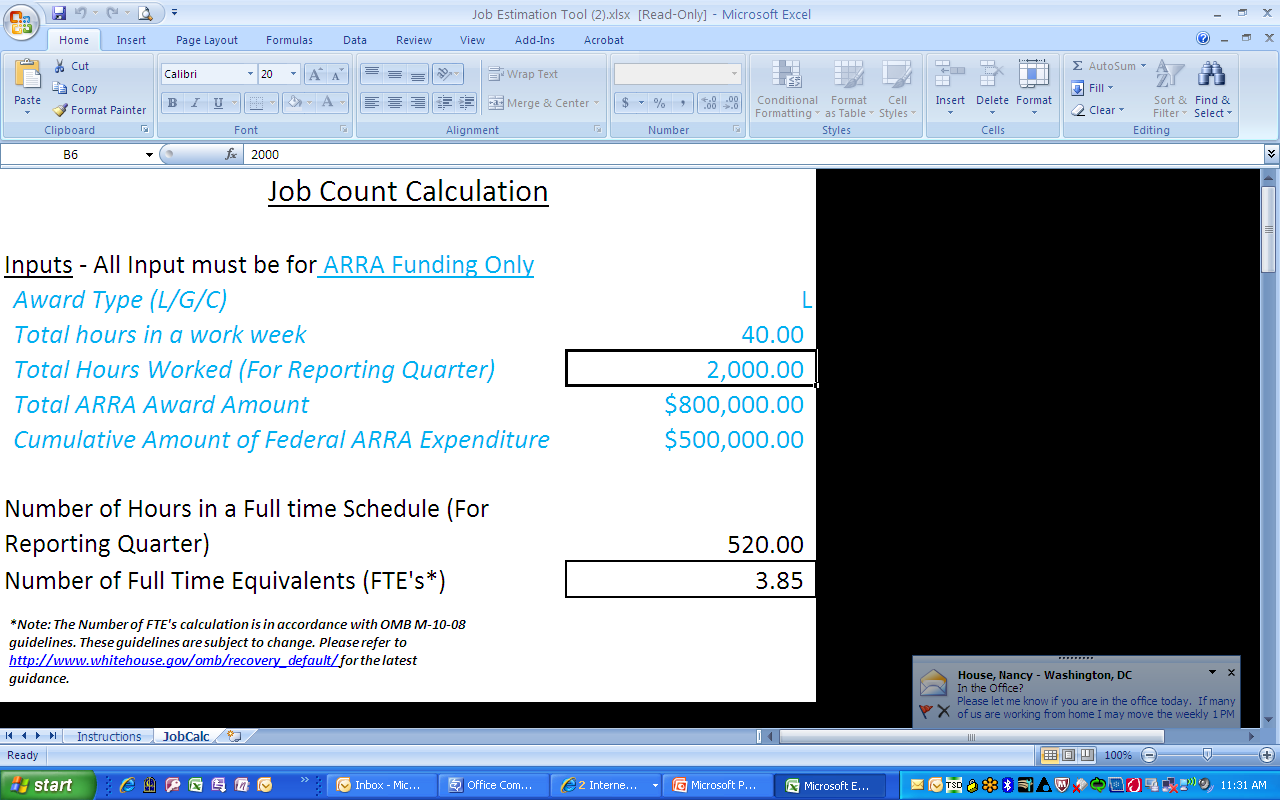 Job Estimation Tool (2).xlsx [Read-Only] - Microsoft Excel
Home Insert Page Layout Formulas Data Review View Add-Ins Acrobat
Paste Cut Calibri 20 A A Wrap Text AutoSum
Copy Fill
Format Painter B I U A Merge & Center $ % , .0 .00 .00 .0 Clear
Conditional Formatting Format as Table Cell Styles Insert Delete Format Sort & Filter Find & Select
Clipboard Font Alignment Number Styles Cells Editing
B6 fx 2000
Job Count Calculation
Inputs - All Input must be for ARRA Funding Only
Award Type (L/G/C) L
Total hours in a work week 40.00
Total Hours Worked (For Reporting Quarter) 2,000.00
Total ARRA Award Amount $800,000.00
Cumulative Amount of Federal ARRA Expenditure $500,000.00
Number of Hours in a Full time Schedule (For
Reporting Quarter) 520.00
Number of Full Time Equivalents (FTE's*) 3.85
*Note: The Number of FTE's calculation is in accordance with OMB M-10-08
guidelines. These guidelines are subject to change. Please refer to
http://www.whitehouse.gov/omb/recovery_default/ for the latest
guidance.
House, Nancy - Washington, DC
In the Office?
Please let me know if you are in the office today. If many
of us are working from home I may move the weekly 1 PM
Instructions JobCalc
Ready 100%
start Inbox - Mic... Office Com... 2 Interne... Microsoft P... Microsoft E... TSD 11:31 AM